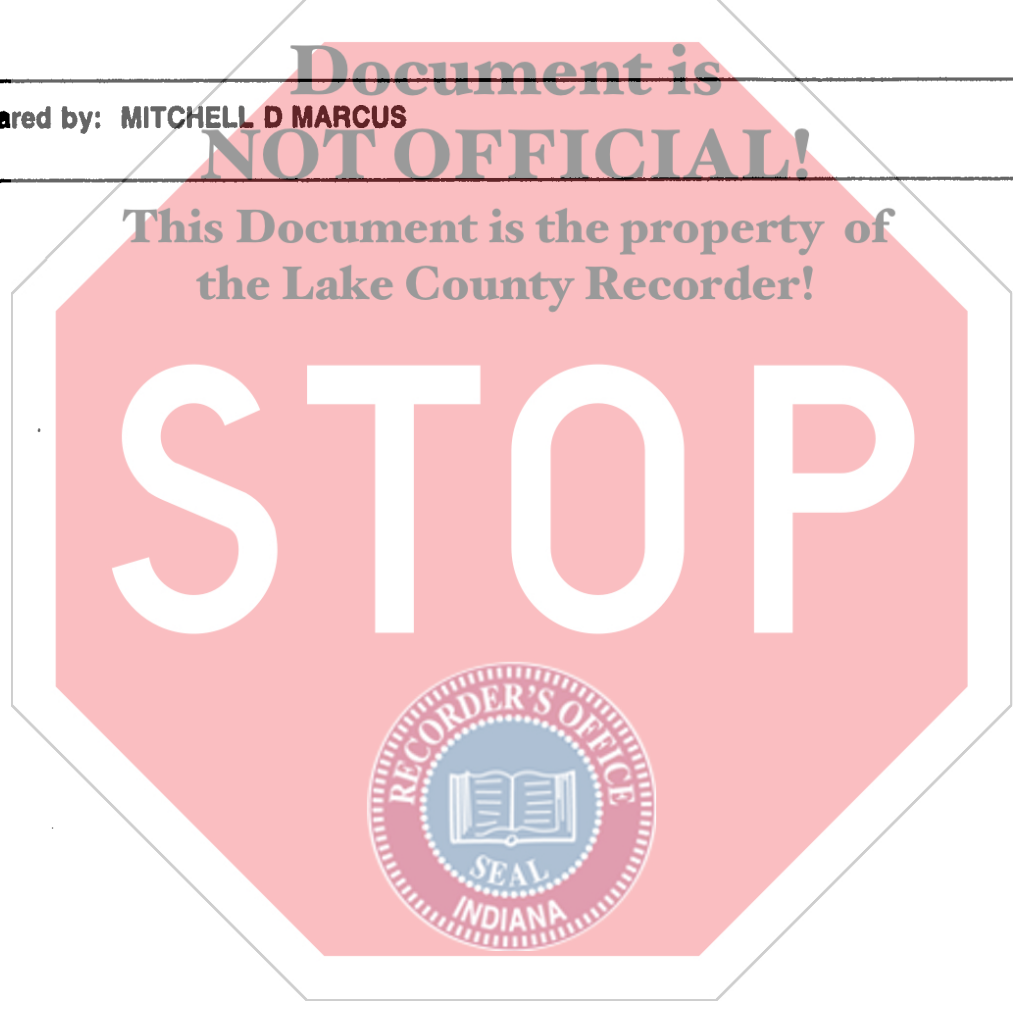 Document is
ared by: MITCHELL D MARCUS
NOT OFFICIAL!
This Document is the property of
the Lake County Recorder!
STOP
RECORDER'S OFFICE
SEAL
INDIANA